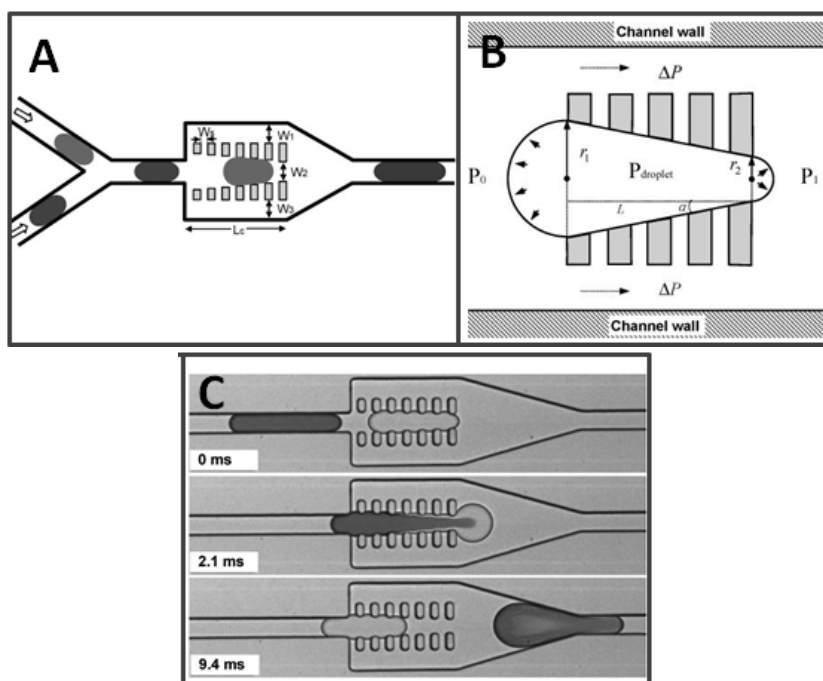 A
W₁
W₂
W₃
Lc
B
Channel wall
ΔP
r₁
P₀
P_droplet
r₂
P₁
L
α
ΔP
Channel wall
C
0 ms
2.1 ms
9.4 ms